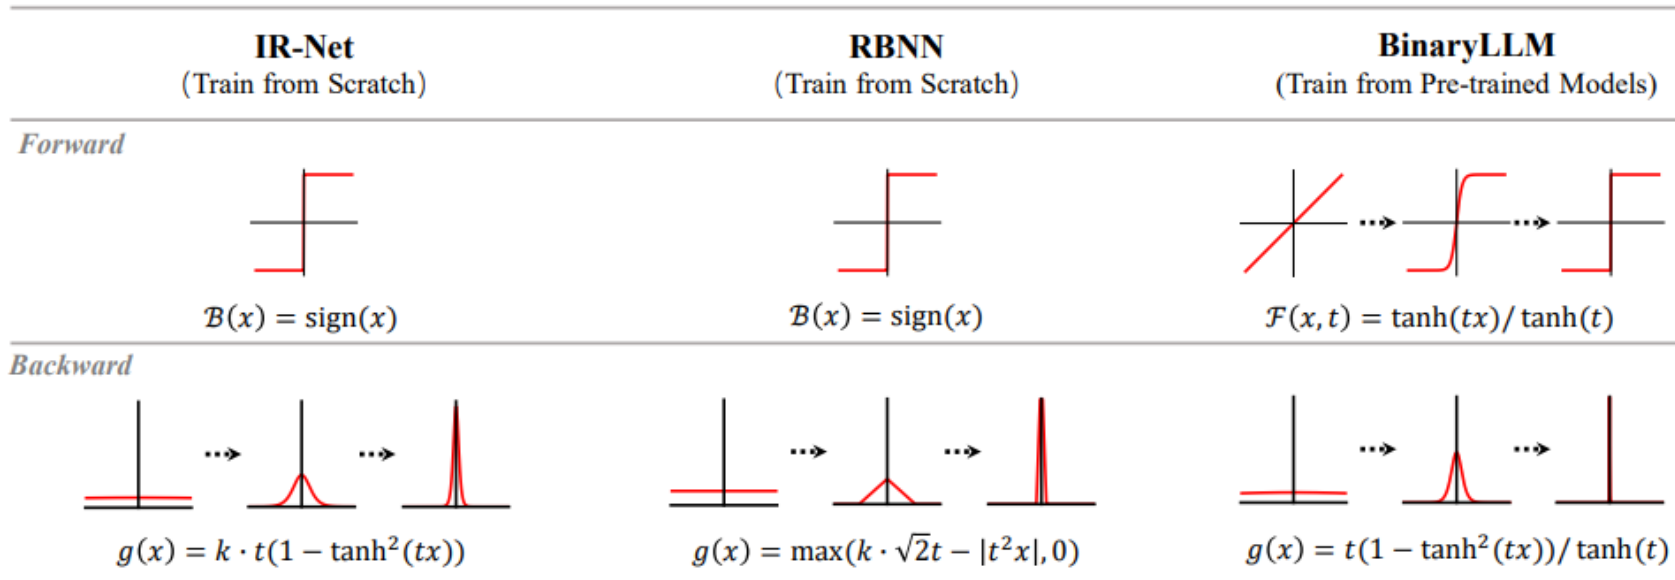 IR-Net RBNN BinaryLLM
(Train from Scratch) (Train from Scratch) (Train from Pre-trained Models)
Forward
ℬ(x) = sign(x) ℬ(x) = sign(x) ℱ(x, t) = tanh(tx)/ tanh(t)
Backward
g(x) = k · t(1 − tanh²(tx)) g(x) = max(k · √2t − |t²x|, 0) g(x) = t(1 − tanh²(tx))/ tanh(t)